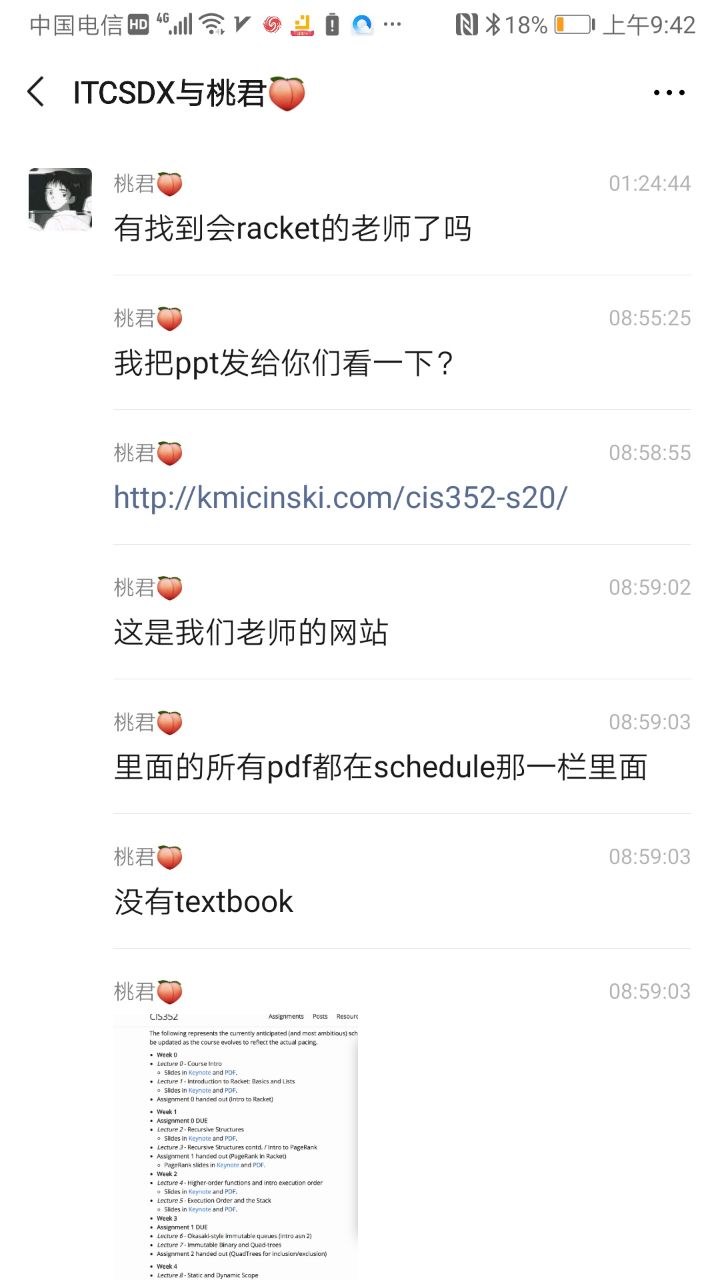 中国电信 HD 4G 18% 上午9:42
ITCSDX与桃君🍑
桃君🍑 01:24:44
有找到会racket的老师了吗
桃君🍑 08:55:25
我把ppt发给你们看一下?
桃君🍑 08:58:55
http://kmicinski.com/cis352-s20/
桃君🍑 08:59:02
这是我们老师的网站
桃君🍑 08:59:03
里面的所有pdf都在schedule那一栏里面
桃君🍑 08:59:03
没有textbook
桃君🍑 08:59:03
CIS352 Assignments Posts Resourc
The following represents the currently anticipated (and most ambitious) sch
be updated as the course evolves to reflect the actual pacing.
• Week 0
• Lecture 0 - Course Intro
◦ Slides in Keynote and PDF.
• Lecture 1 - Introduction to Racket: Basics and Lists
◦ Slides in Keynote and PDF.
• Assignment 0 handed out (Intro to Racket)
• Week 1
• Assignment 0 DUE
• Lecture 2 - Recursive Structures
◦ Slides in Keynote and PDF.
• Lecture 3 - Recursive Structures contd. / Intro to PageRank
• Assignment 1 handed out (PageRank in Racket)
◦ PageRank slides in Keynote and PDF.
• Week 2
• Lecture 4 - Higher-order functions and intro execution order
◦ Slides in Keynote and PDF.
• Lecture 5 - Execution Order and the Stack
◦ Slides in Keynote and PDF.
• Week 3
• Assignment 1 DUE
• Lecture 6 - Okasaki-style immutable queues (intro asn 2)
• Lecture 7 - Immutable Binary and Quad-trees
• Assignment 2 handed out (QuadTrees for inclusion/exclusion)
• Week 4
• Lecture 8 - Static and Dynamic Scope